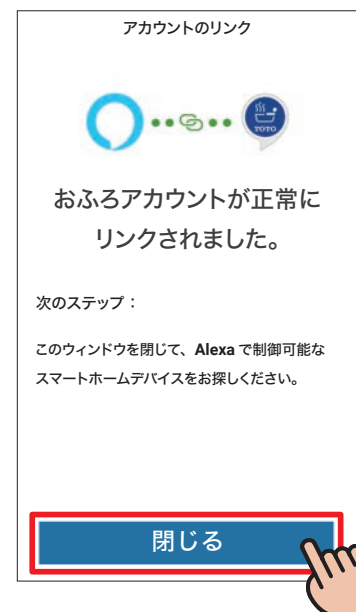 アカウントのリンク
TOTO
おふろアカウントが正常に
リンクされました。
次のステップ：
このウィンドウを閉じて、Alexa で制御可能な
スマートホームデバイスをお探しください。
閉じる